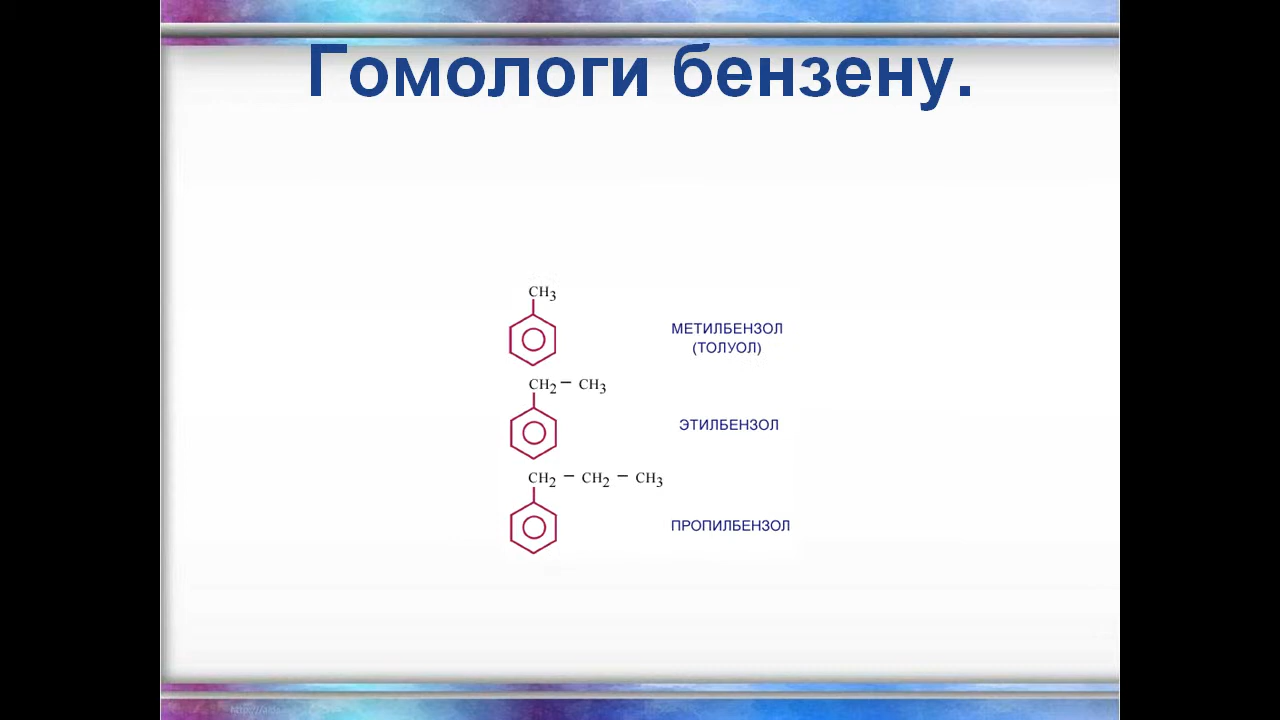 Гомологи бензену.
CH3
МЕТИЛБЕНЗОЛ
(ТОЛУОЛ)
CH2 – CH3
ЭТИЛБЕНЗОЛ
CH2 – CH2 – CH3
ПРОПИЛБЕНЗОЛ